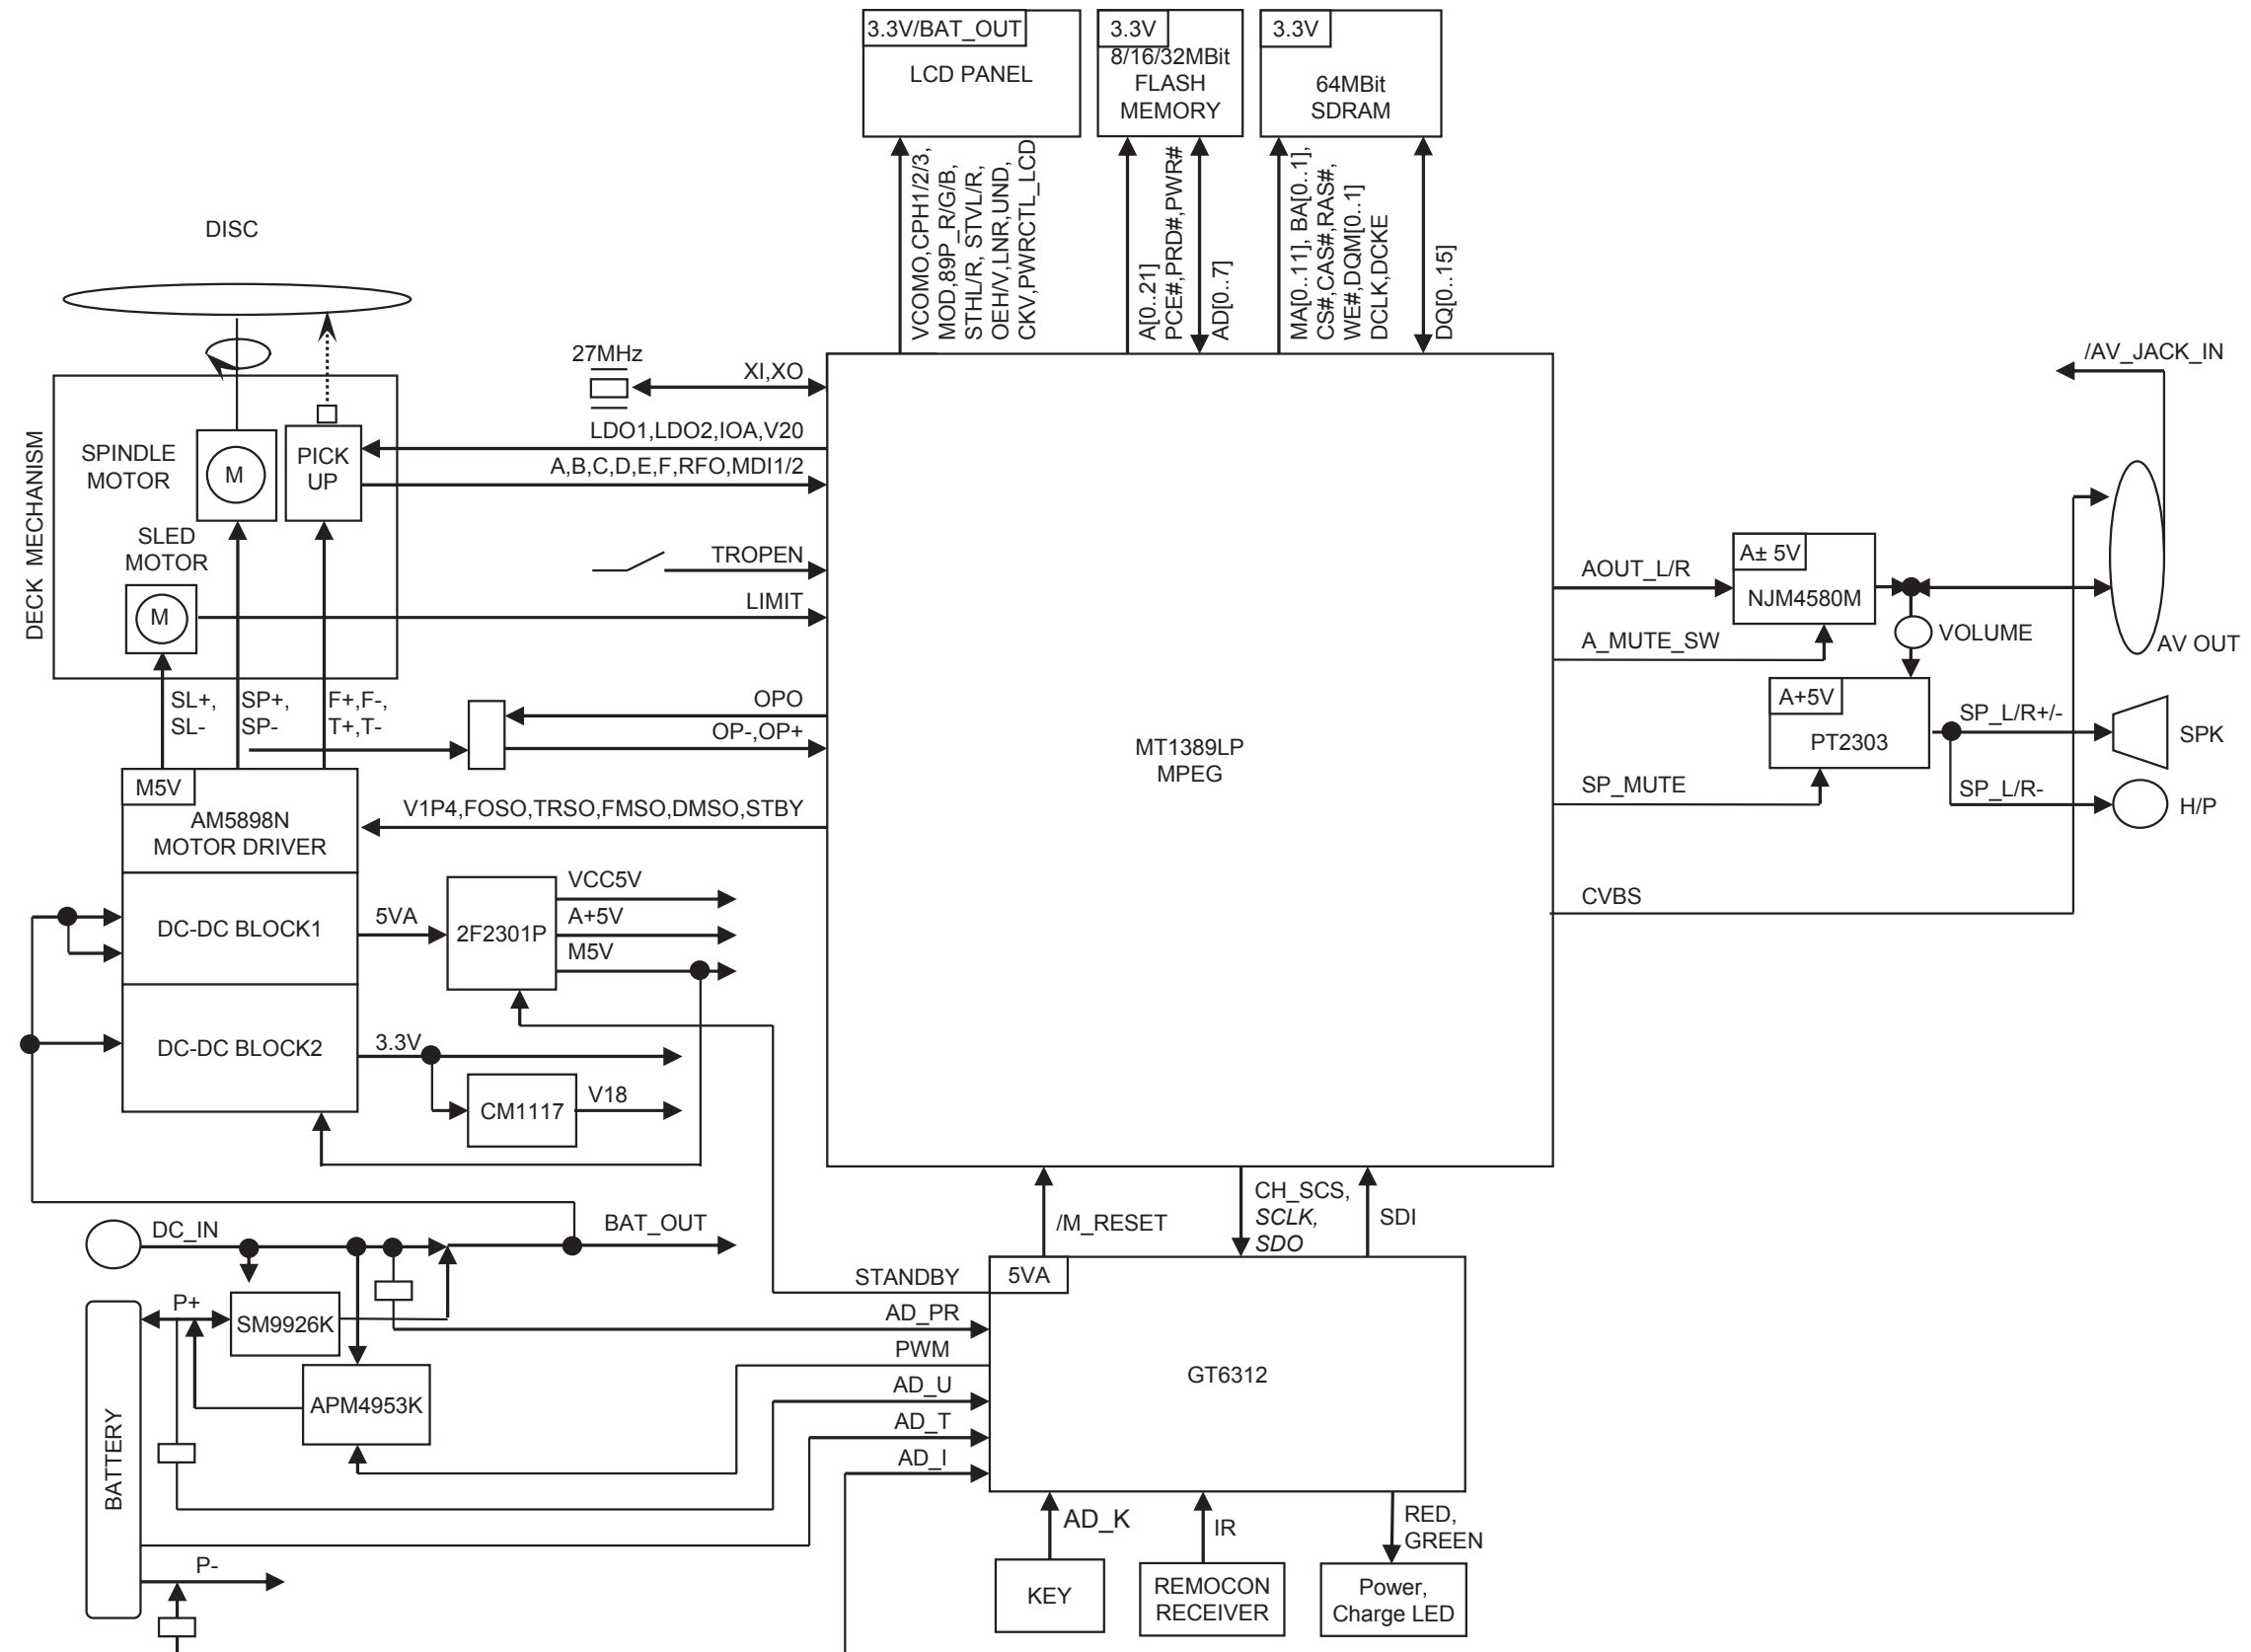 3.3V/BAT_OUT
LCD PANEL
3.3V
8/16/32MBit
FLASH
MEMORY
3.3V
64MBit
SDRAM
VCOMO,CPH1/2/3,
MOD,89P_R/G/B,
STHL/R, STVL/R,
OEH/V,LNR,UND,
CKV,PWRCTL_LCD
A[0..21]
PCE#,PRD#,PWR#
AD[0..7]
MA[0..11], BA[0..1],
CS#,CAS#,RAS#,
WE#,DQM[0..1]
DCLK,DCKE
DQ[0..15]
DISC
27MHz
XI,XO
DECK MECHANISM
SPINDLE
MOTOR
M
PICK
UP
LDO1,LDO2,IOA,V20
A,B,C,D,E,F,RFO,MDI1/2
SLED
MOTOR
M
TROPEN
LIMIT
SL+,
SL-
SP+,
SP-
F+,F-,
T+,T-
OPO
OP-,OP+
M5V
AM5898N
MOTOR DRIVER
V1P4,FOSO,TRSO,FMSO,DMSO,STBY
DC-DC BLOCK1
5VA
2F2301P
VCC5V
A+5V
M5V
DC-DC BLOCK2
3.3V
CM1117
V18
MT1389LP
MPEG
/AV_JACK_IN
AOUT_L/R
A± 5V
NJM4580M
A_MUTE_SW
VOLUME
AV OUT
A+5V
PT2303
SP_L/R+/-
SPK
SP_MUTE
SP_L/R-
H/P
CVBS
DC_IN
BAT_OUT
/M_RESET
CH_SCS,
SCLK,
SDO
SDI
P+
SM9926K
APM4953K
BATTERY
P-
STANDBY
AD_PR
PWM
AD_U
AD_T
AD_I
5VA
GT6312
AD_K
IR
RED,
GREEN
KEY
REMOCON
RECEIVER
Power,
Charge LED